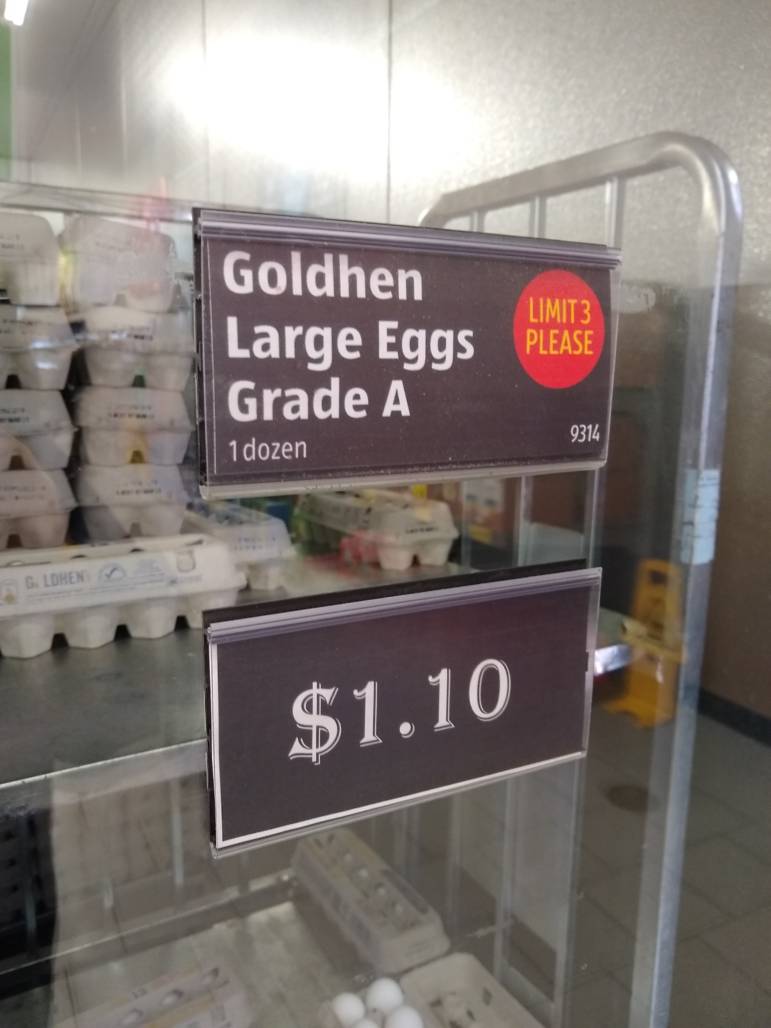 Goldhen
Large Eggs
Grade A
1 dozen
LIMIT 3
PLEASE
9314
$1.10